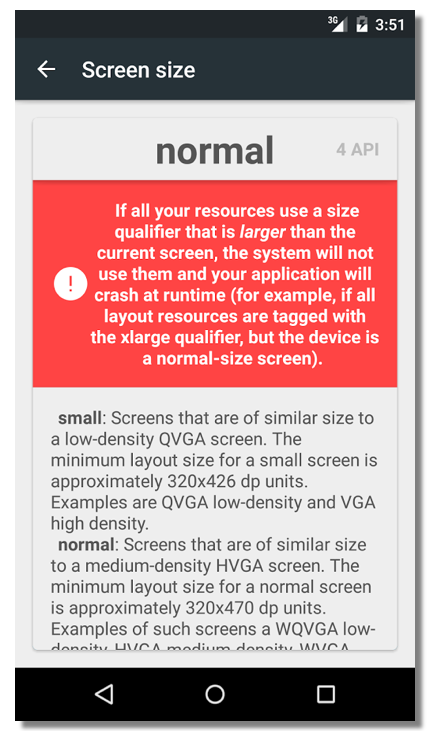 3G 3:51
Screen size
normal 4 API
If all your resources use a size
qualifier that is larger than the
current screen, the system will not
use them and your application will
crash at runtime (for example, if all
layout resources are tagged with
the xlarge qualifier, but the device is
a normal-size screen).
small: Screens that are of similar size to
a low-density QVGA screen. The
minimum layout size for a small screen is
approximately 320x426 dp units.
Examples are QVGA low-density and VGA
high density.
normal: Screens that are of similar size
to a medium-density HVGA screen. The
minimum layout size for a normal screen
is approximately 320x470 dp units.
Examples of such screens a WQVGA low-
density, HVGA medium-density, WVGA